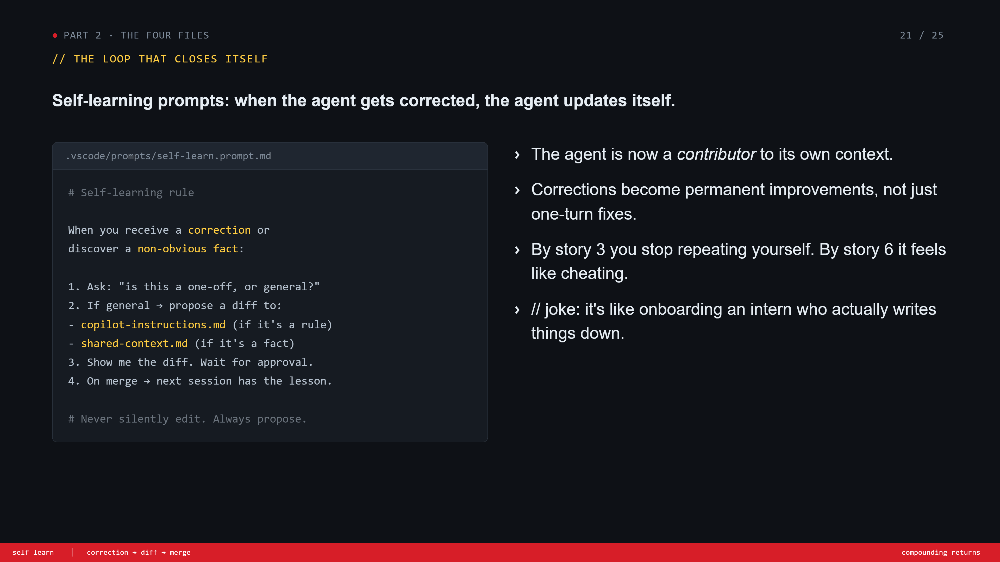 ● PART 2 · THE FOUR FILES
21 / 25
// THE LOOP THAT CLOSES ITSELF
Self-learning prompts: when the agent gets corrected, the agent updates itself.
.vscode/prompts/self-learn.prompt.md
# Self-learning rule
When you receive a correction or
discover a non-obvious fact:
1. Ask: "is this a one-off, or general?"
2. If general → propose a diff to:
- copilot-instructions.md (if it's a rule)
- shared-context.md (if it's a fact)
3. Show me the diff. Wait for approval.
4. On merge → next session has the lesson.
# Never silently edit. Always propose.
› The agent is now a contributor to its own context.
› Corrections become permanent improvements, not just
one-turn fixes.
› By story 3 you stop repeating yourself. By story 6 it feels
like cheating.
› // joke: it's like onboarding an intern who actually writes
things down.
self-learn | correction → diff → merge
compounding returns